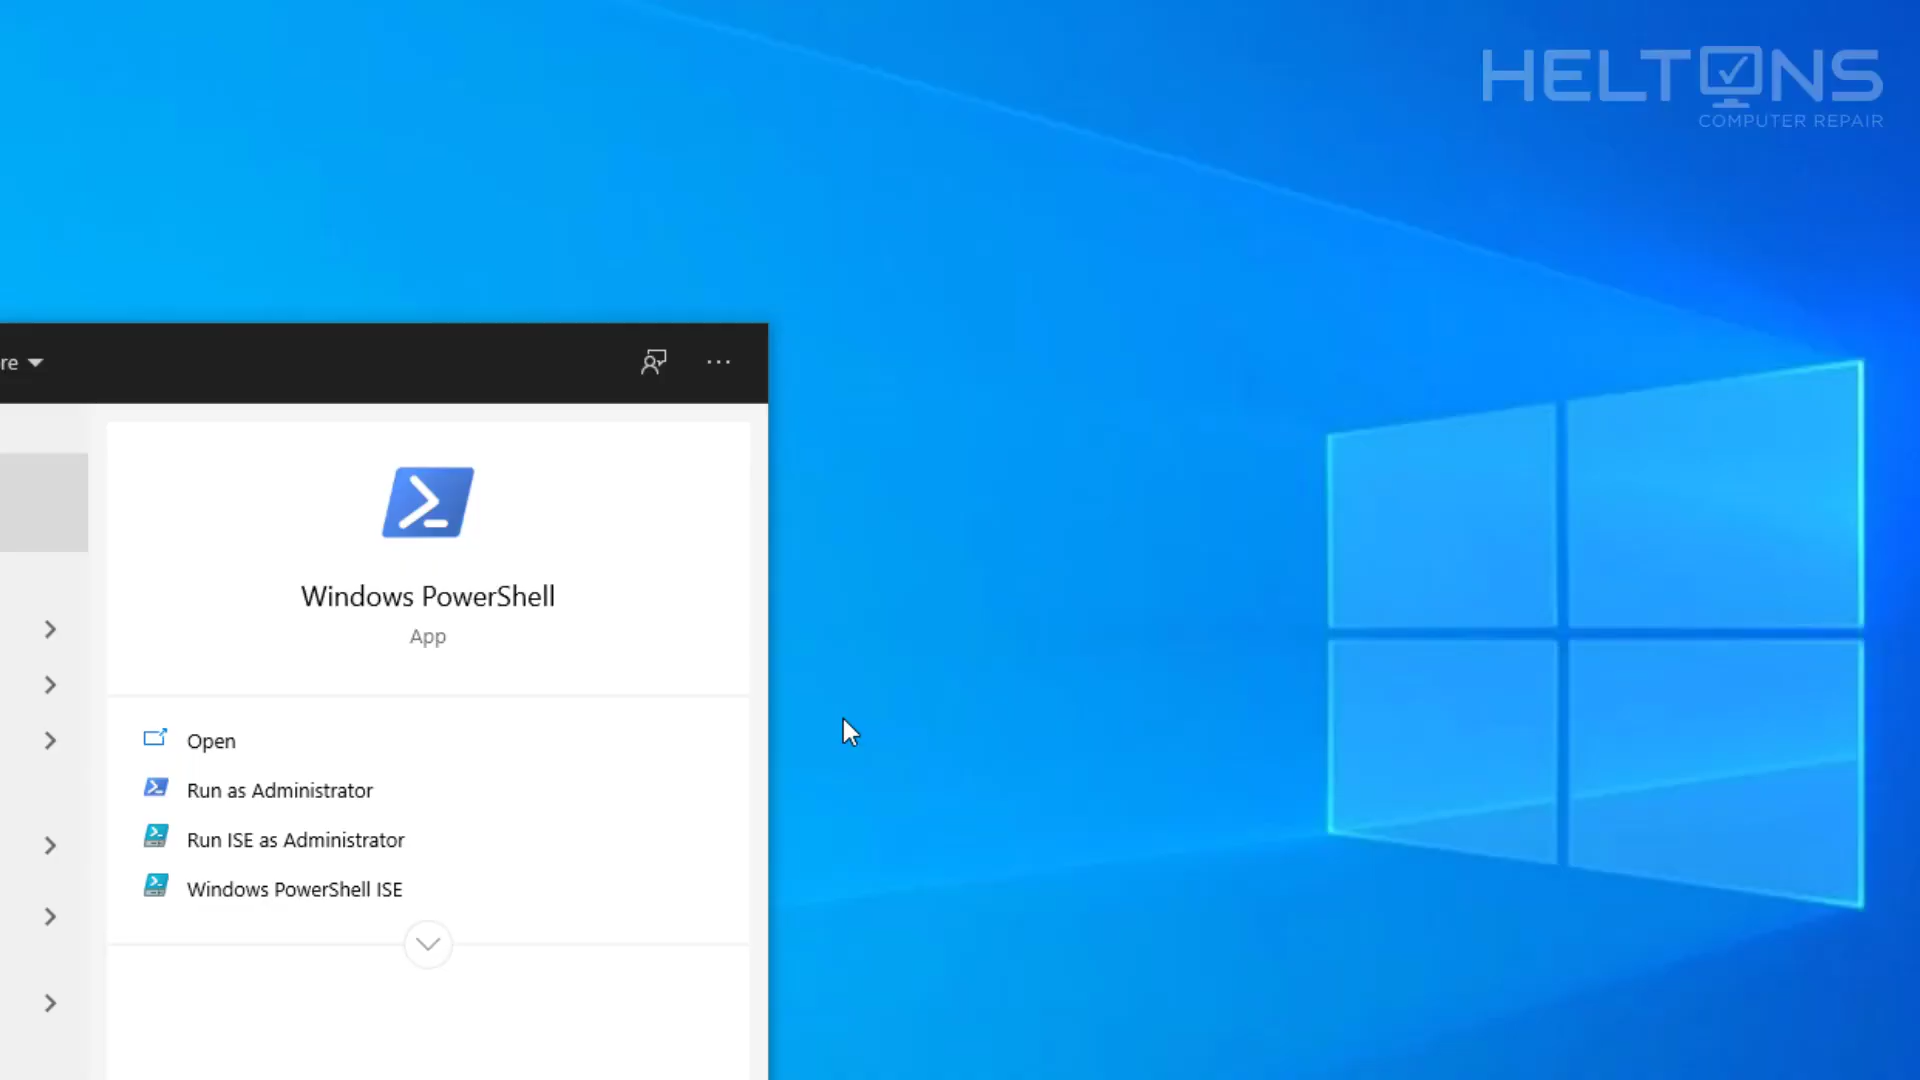 HELTONS
COMPUTER REPAIR
re
Windows PowerShell
App
Open
Run as Administrator
Run ISE as Administrator
Windows PowerShell ISE